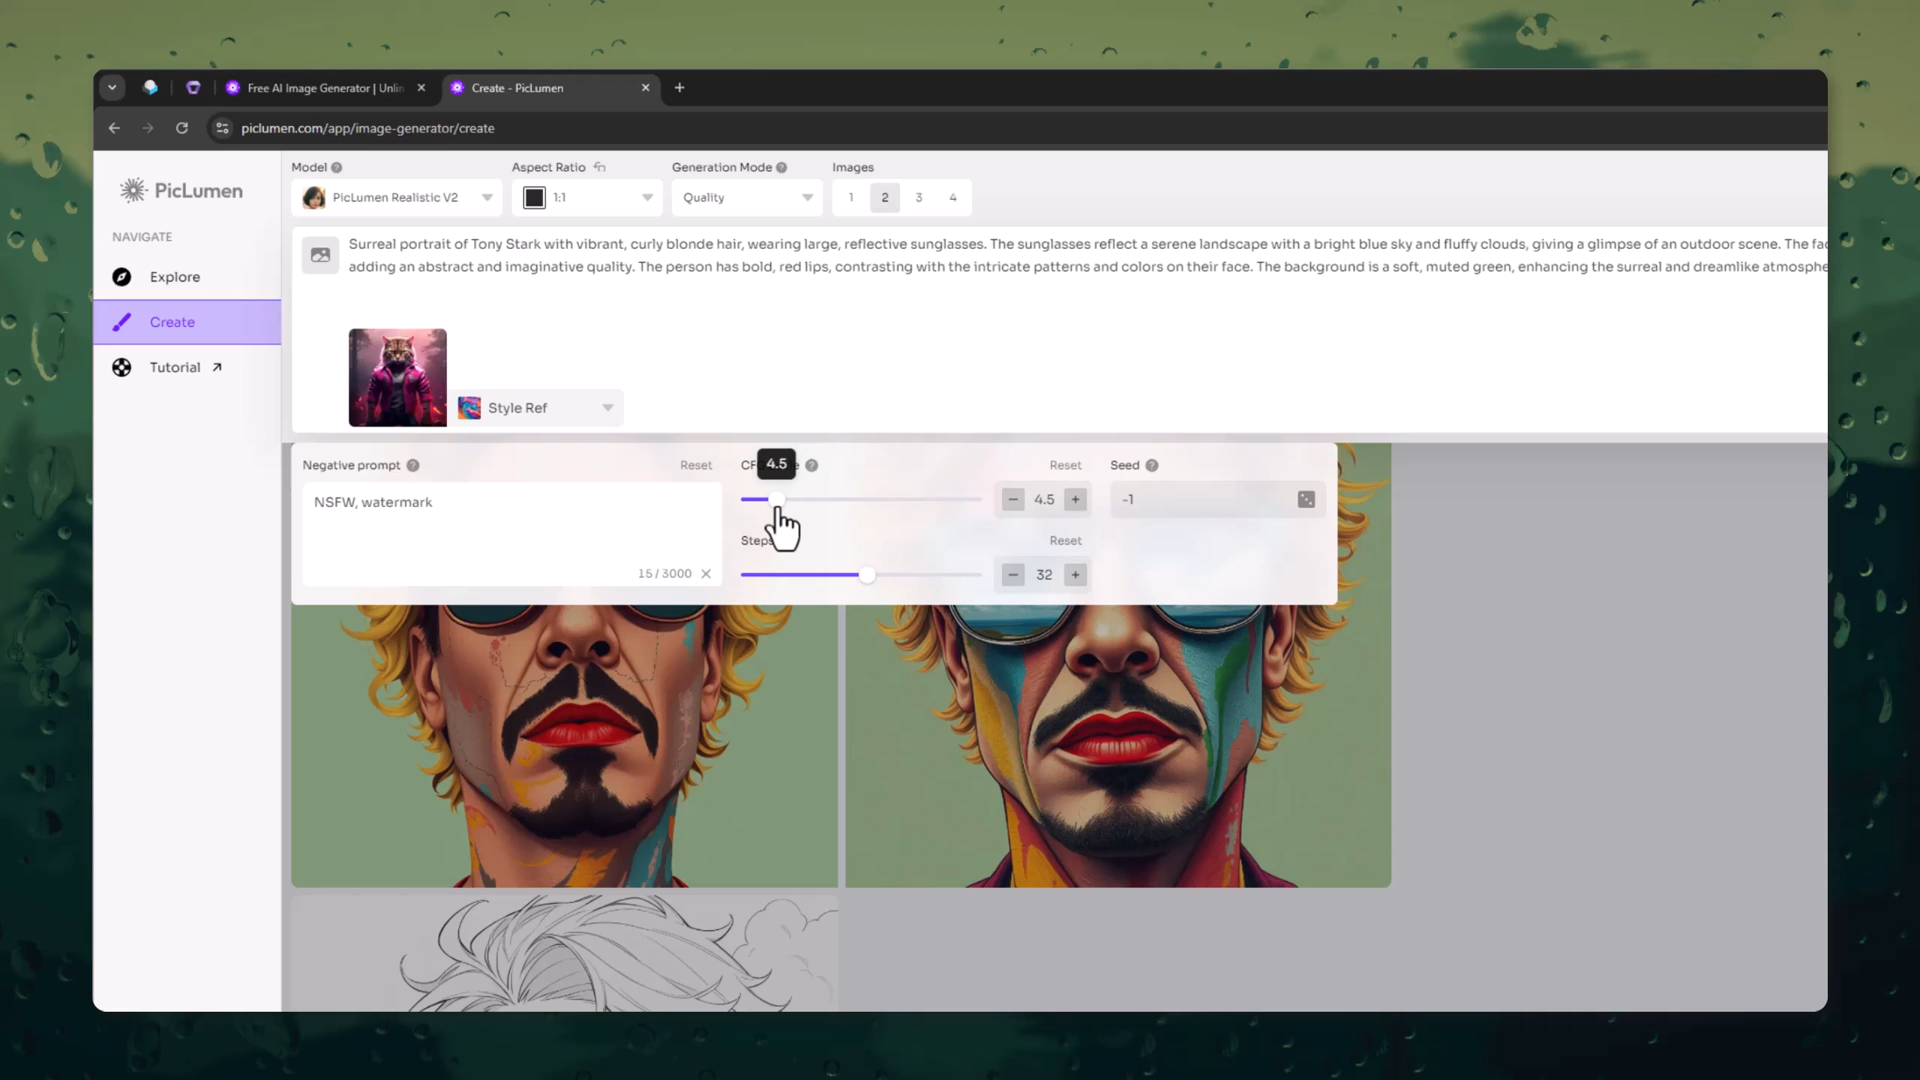 Free AI Image Generator | Unlin
Create - PicLumen
piclumen.com/app/image-generator/create
PicLumen
NAVIGATE
Explore
Create
Tutorial
Model
Aspect Ratio
Generation Mode
Images
PicLumen Realistic V2
1:1
Quality
1
2
3
4
Surreal portrait of Tony Stark with vibrant, curly blonde hair, wearing large, reflective sunglasses. The sunglasses reflect a serene landscape with a bright blue sky and fluffy clouds, giving a glimpse of an outdoor scene. The fac
adding an abstract and imaginative quality. The person has bold, red lips, contrasting with the intricate patterns and colors on their face. The background is a soft, muted green, enhancing the surreal and dreamlike atmosphe
Style Ref
Negative prompt
Reset
4.5
Reset
Seed
NSFW, watermark
4.5
-1
Steps
Reset
15 / 3000
32